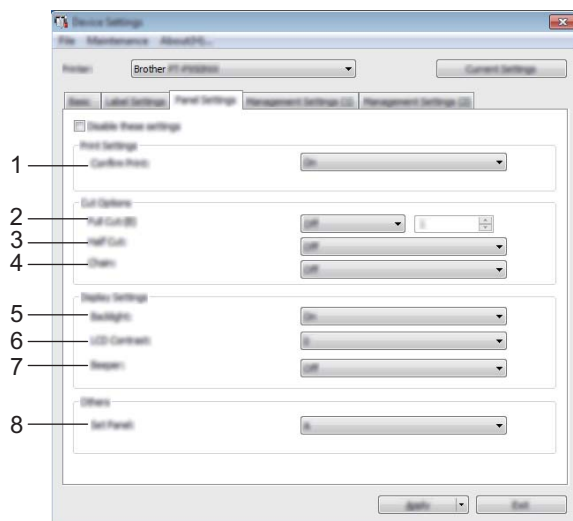 Device Settings
File Maintenance About(H)...
Printer: Brother Current Settings
Basic Label Settings Panel Settings Management Settings (1) Management Settings (2)
Disable these settings
Print Settings
1 Confirm Print: On
Cut Options
2 Full Cut:(B) Off 1
3 Half Cut: Off
4 Chain: Off
Display Settings
5 Backlight: On
6 LCD Contrast: 0
7 Beeper: Off
Others
8 Set Panel: A
Apply Exit